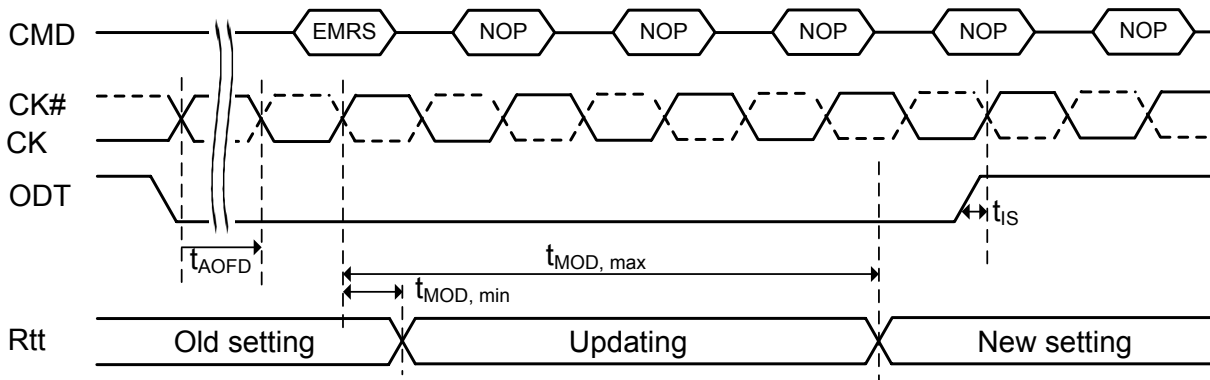 CMD EMRS NOP NOP NOP NOP NOP
CK#
CK
ODT
tIS
tAOFD
tMOD, max
tMOD, min
Rtt Old setting Updating New setting